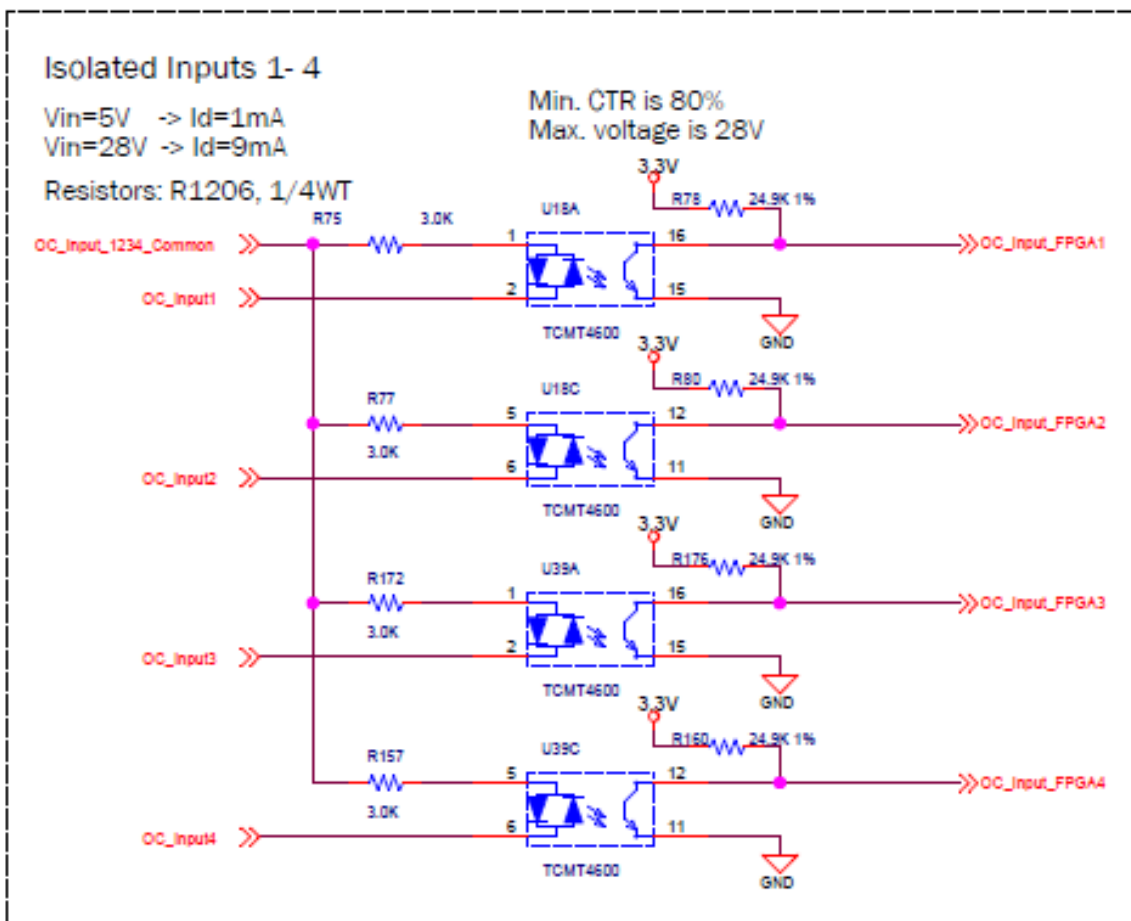 Isolated Inputs 1- 4
Vin=5V -> Id=1mA
Vin=28V -> Id=9mA
Resistors: R1206, 1/4WT
Min. CTR is 80%
Max. voltage is 28V
3.3V
R75 3.0K U18A R78 24.9K 1%
OC_Input_1234_Common 1 16 OC_Input_FPGA1
OC_Input1 2 15
TCMT4600 GND
3.3V
R77 U18C R80 24.9K 1%
5 12 OC_Input_FPGA2
3.0K
OC_Input2 6 11
TCMT4600 GND
3.3V
R172 U39A R176 24.9K 1%
1 16 OC_Input_FPGA3
3.0K
OC_Input3 2 15
TCMT4600 GND
3.3V
R157 U39C R160 24.9K 1%
5 12 OC_Input_FPGA4
3.0K
OC_Input4 6 11
TCMT4600 GND